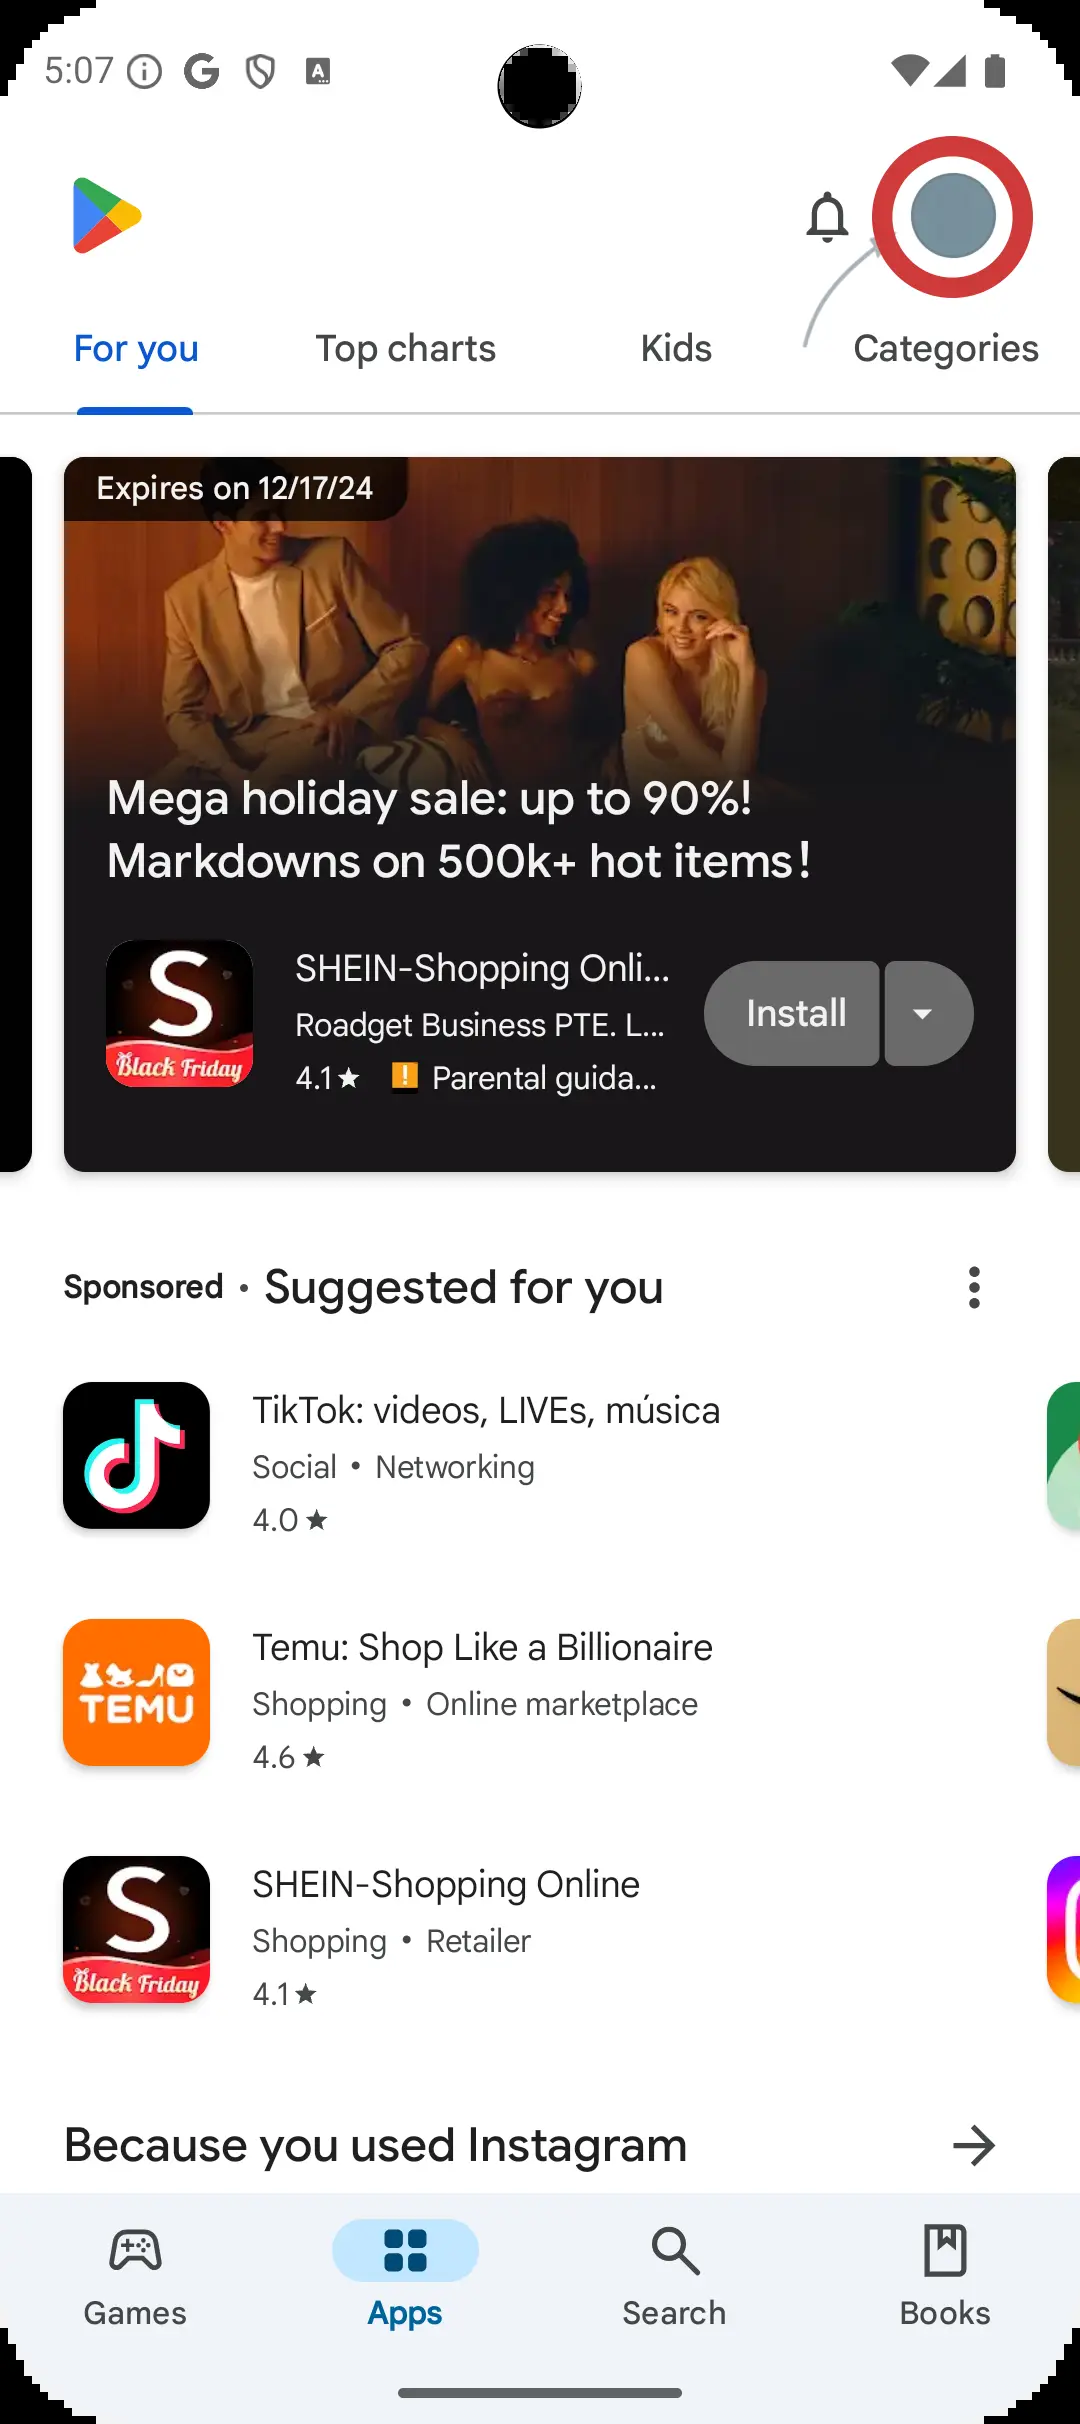 5:07
For you
Top charts
Kids
Categories
Expires on 12/17/24
Mega holiday sale: up to 90%!
Markdowns on 500k+ hot items!
S
Black Friday
SHEIN-Shopping Onli...
Roadget Business PTE. L...
4.1★ Parental guida...
Install
Sponsored • Suggested for you
TikTok: videos, LIVEs, música
Social • Networking
4.0 ★
TEMU
Temu: Shop Like a Billionaire
Shopping • Online marketplace
4.6 ★
S
Black Friday
SHEIN-Shopping Online
Shopping • Retailer
4.1★
Because you used Instagram
Games
Apps
Search
Books